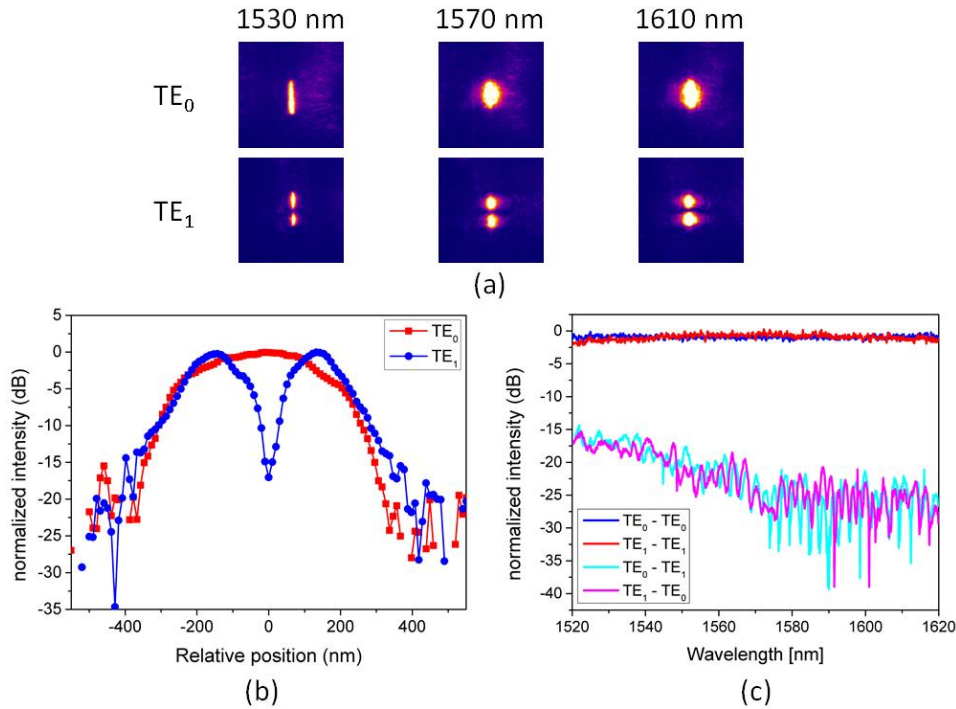 1530 nm 1570 nm 1610 nm
TE₀
TE₁
(a)
5
0
-5
-10
-15
-20
-25
-30
-35
-400 -200 0 200 400
normalized intensity (dB)
Relative position (nm)
TE₀
TE₁
(b)
0
-5
-10
-15
-20
-25
-30
-35
-40
1520 1540 1560 1580 1600 1620
normalized intensity (dB)
Wavelength [nm]
TE₀ - TE₀
TE₁ - TE₁
TE₀ - TE₁
TE₁ - TE₀
(c)